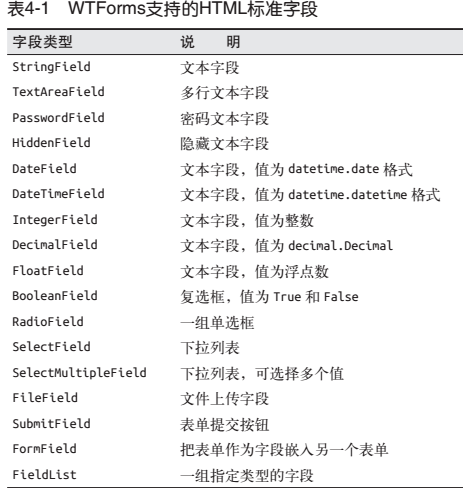 表4-1 WTForms支持的HTML标准字段
字段类型 说 明
StringField 文本字段
TextAreaField 多行文本字段
PasswordField 密码文本字段
HiddenField 隐藏文本字段
DateField 文本字段，值为 datetime.date 格式
DateTimeField 文本字段，值为 datetime.datetime 格式
IntegerField 文本字段，值为整数
DecimalField 文本字段，值为 decimal.Decimal
FloatField 文本字段，值为浮点数
BooleanField 复选框，值为 True 和 False
RadioField 一组单选框
SelectField 下拉列表
SelectMultipleField 下拉列表，可选择多个值
FileField 文件上传字段
SubmitField 表单提交按钮
FormField 把表单作为字段嵌入另一个表单
FieldList 一组指定类型的字段